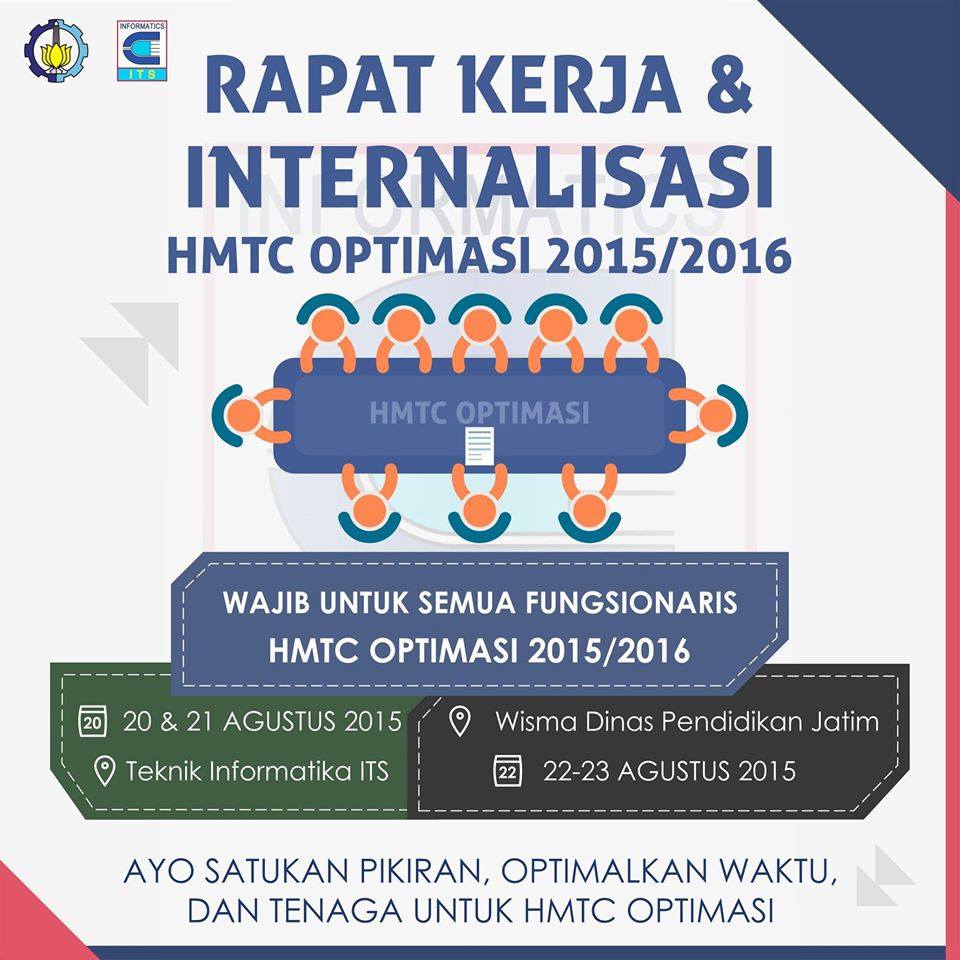 INFORMATICS
ITS
RAPAT KERJA &
INTERNALISASI
INFORMATICS
HMTC OPTIMASI 2015/2016
HMTC OPTIMASI
WAJIB UNTUK SEMUA FUNGSIONARIS
HMTC OPTIMASI 2015/2016
20 20 & 21 AGUSTUS 2015
Teknik Informatika ITS
Wisma Dinas Pendidikan Jatim
22 22-23 AGUSTUS 2015
AYO SATUKAN PIKIRAN, OPTIMALKAN WAKTU,
DAN TENAGA UNTUK HMTC OPTIMASI